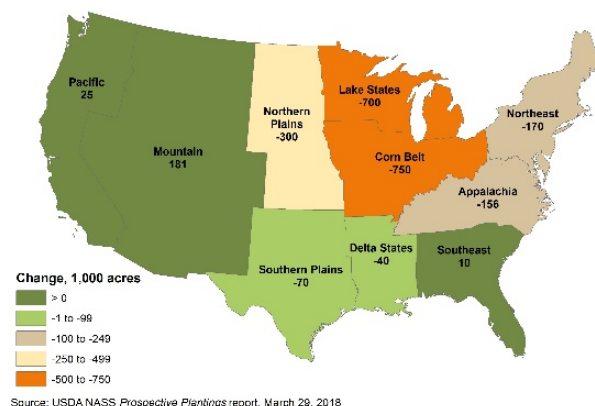 Pacific
25
Mountain
181
Northern
Plains
-300
Lake States
-700
Corn Belt
-750
Northeast
-170
Appalachia
-156
Southern Plains
-70
Delta States
-40
Southeast
10
Change, 1,000 acres
> 0
-1 to -99
-100 to -249
-250 to -499
-500 to -750
Source: USDA NASS Prospective Plantings report, March 29, 2018